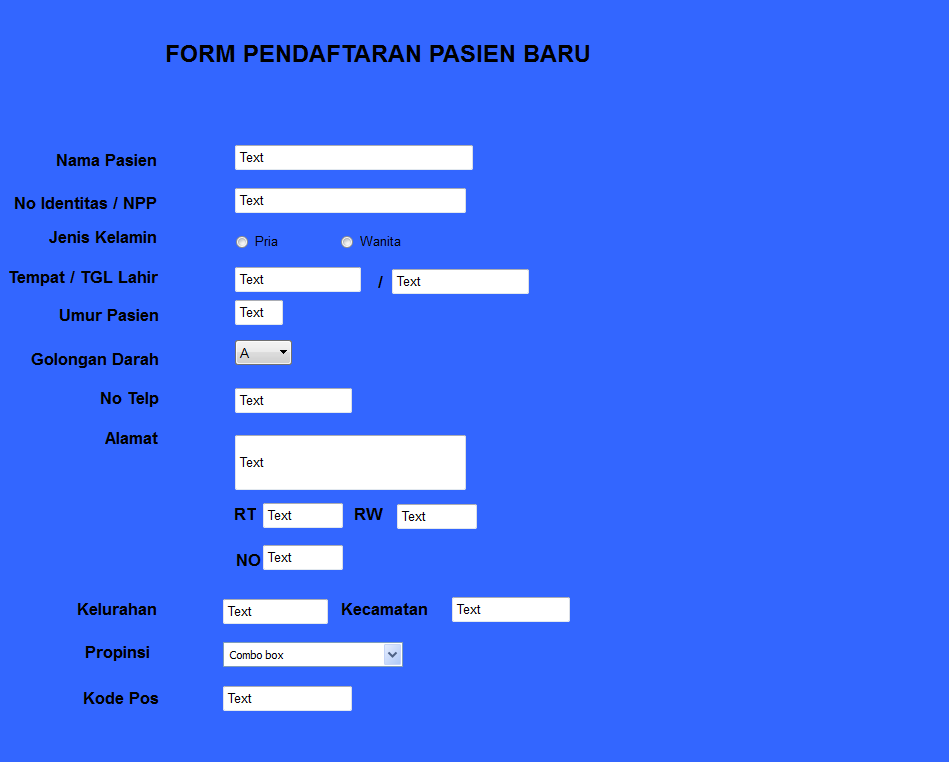 FORM PENDAFTARAN PASIEN BARU
Nama Pasien Text
No Identitas / NPP Text
Jenis Kelamin Pria Wanita
Tempat / TGL Lahir Text / Text
Umur Pasien Text
Golongan Darah A
No Telp Text
Alamat Text
RT Text RW Text
NO Text
Kelurahan Text Kecamatan Text
Propinsi Combo box
Kode Pos Text